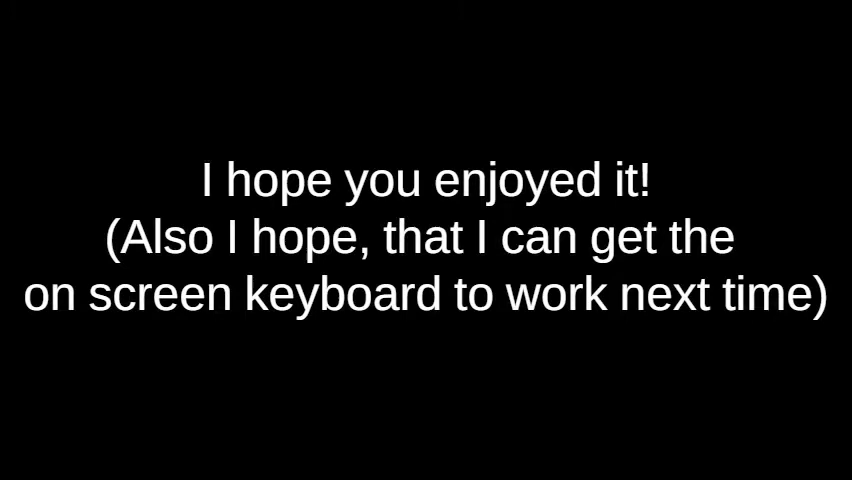 I hope you enjoyed it!
(Also I hope, that I can get the
on screen keyboard to work next time)